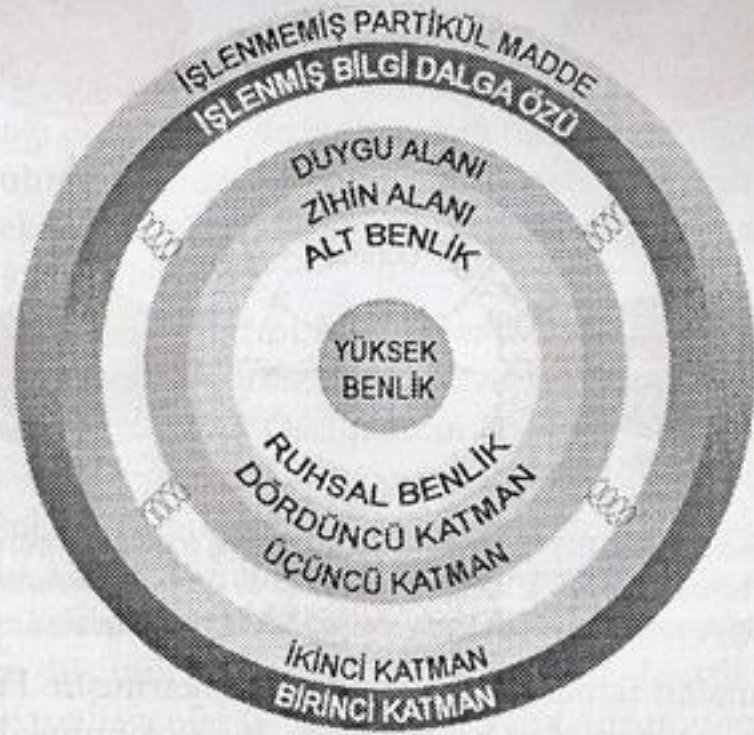 İŞLENMEMİŞ PARTİKÜL MADDE
İŞLENMİŞ BİLGİ DALGA ÖZÜ
DUYGU ALANI
ZİHİN ALANI
ALT BENLİK
YÜKSEK
BENLİK
RUHSAL BENLİK
DÖRDÜNCÜ KATMAN
ÜÇÜNCÜ KATMAN
İKİNCİ KATMAN
BİRİNCİ KATMAN